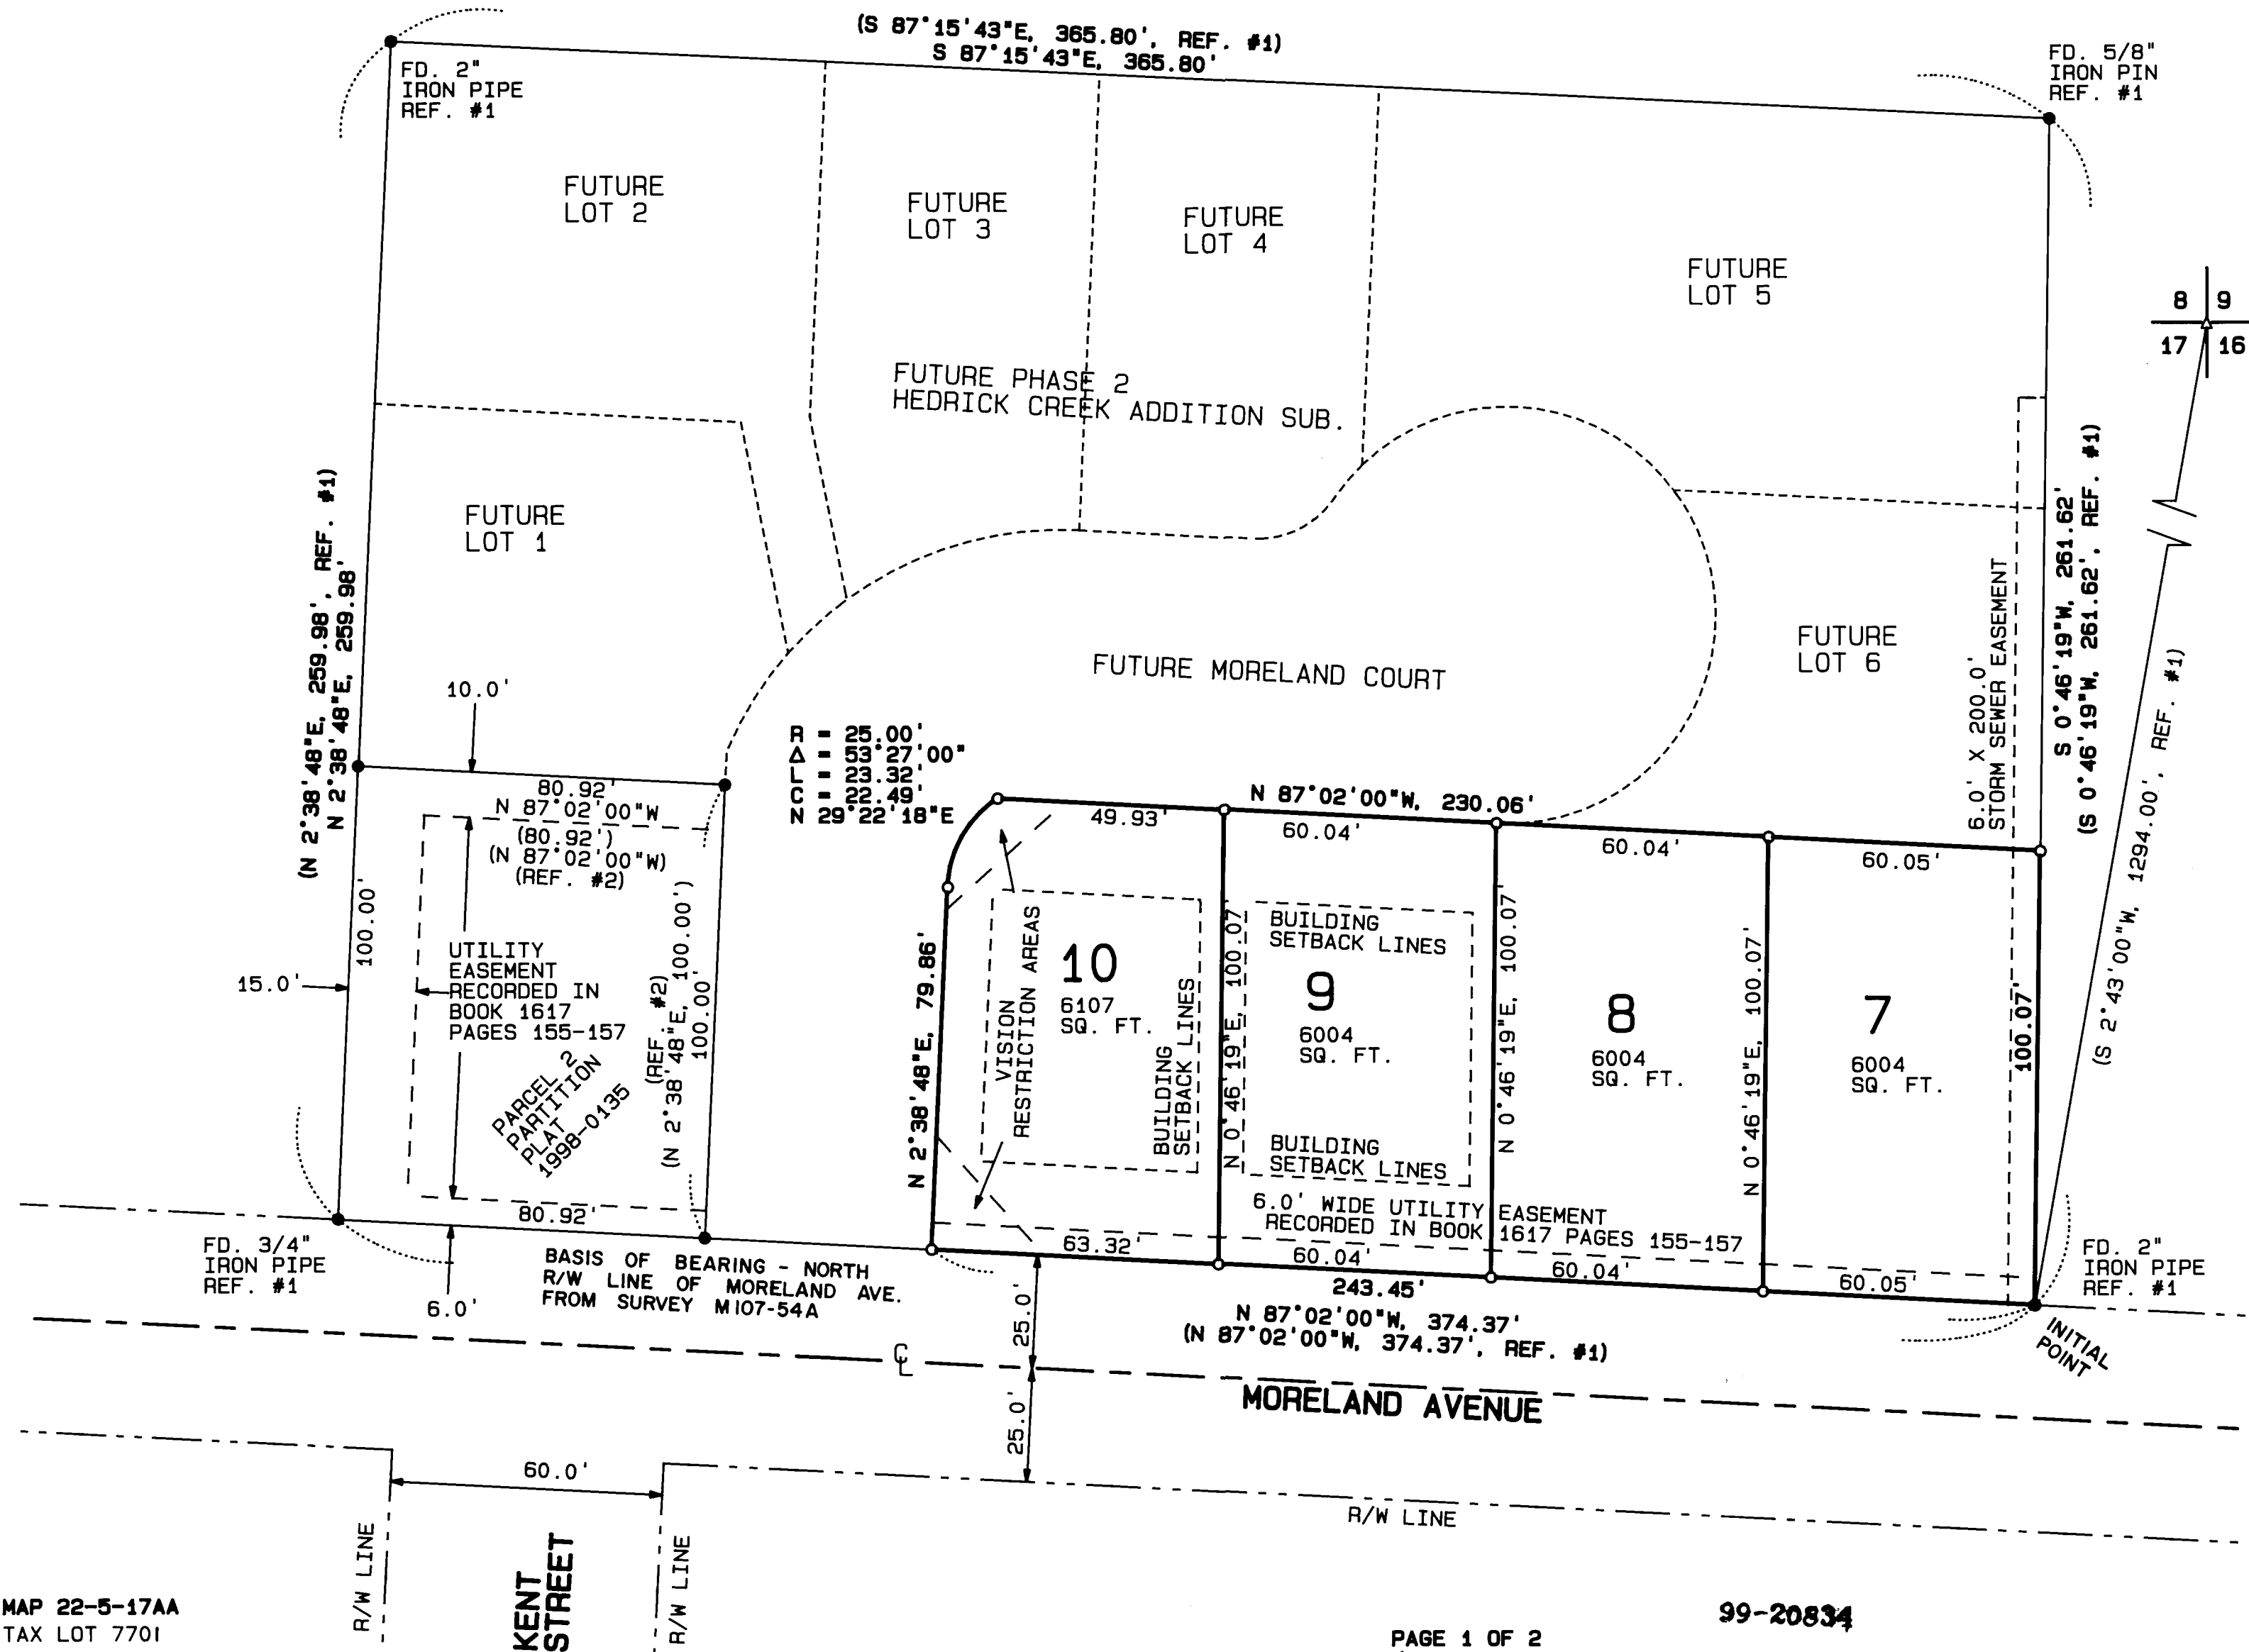 (S 87°15'43"E, 365.80', REF. #1)
S 87°15'43"E, 365.80'
FD. 2"
IRON PIPE
REF. #1
FD. 5/8"
IRON PIN
REF. #1
FUTURE
LOT 2
FUTURE
LOT 3
FUTURE
LOT 4
FUTURE
LOT 5
8 9
17 16
FUTURE PHASE 2
HEDRICK CREEK ADDITION SUB.
FUTURE
LOT 1
(N 2°38'48"E, 259.98', REF. #1)
N 2°38'48"E, 259.98'
S 0°46'19"W, 261.62'
(S 0°46'19"W, 261.62', REF. #1)
(S 2°43'00"W, 1294.00', REF. #1)
6.0' X 200.0'
STORM SEWER EASEMENT
FUTURE
LOT 6
FUTURE MORELAND COURT
10.0'
R = 25.00'
Δ = 53°27'00"
L = 23.32'
C = 22.49'
N 29°22'18"E
80.92'
N 87°02'00"W
(80.92')
(N 87°02'00"W)
(REF. #2)
N 87°02'00"W, 230.06'
49.93'
60.04'
60.04'
60.05'
100.00'
15.0'
UTILITY
EASEMENT
RECORDED IN
BOOK 1617
PAGES 155-157
PARCEL 2
PARTITION
PLAT
1998-0135
(REF. #2)
(N 2°38'48"E, 100.00')
100.00'
N 2°38'48"E, 79.86'
VISION
RESTRICTION AREAS
10
6107
SQ. FT.
BUILDING
SETBACK LINES
N 0°46'19"E, 100.07'
BUILDING
SETBACK LINES
9
6004
SQ. FT.
BUILDING
SETBACK LINES
N 0°46'19"E, 100.07'
8
6004
SQ. FT.
N 0°46'19"E, 100.07'
7
6004
SQ. FT.
100.07'
6.0' WIDE UTILITY EASEMENT
RECORDED IN BOOK 1617 PAGES 155-157
80.92'
63.32'
60.04'
60.04'
60.05'
243.45'
N 87°02'00"W, 374.37'
(N 87°02'00"W, 374.37', REF. #1)
FD. 3/4"
IRON PIPE
REF. #1
6.0'
BASIS OF BEARING - NORTH
R/W LINE OF MORELAND AVE.
FROM SURVEY M107-54A
FD. 2"
IRON PIPE
REF. #1
INITIAL
POINT
25.0'
25.0'
CL
MORELAND AVENUE
60.0'
R/W LINE
R/W LINE
KENT
STREET
R/W LINE
MAP 22-5-17AA
TAX LOT 7701
99-20834
PAGE 1 OF 2